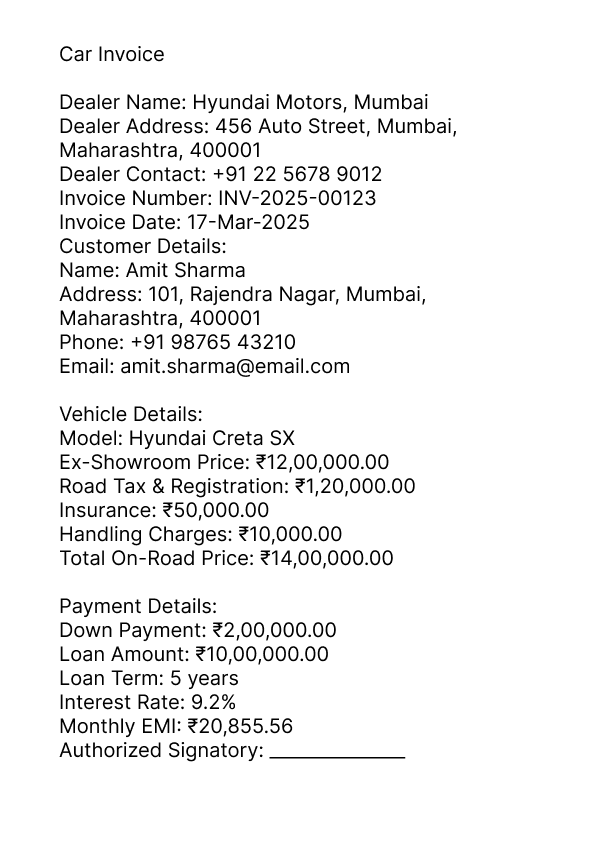 Car Invoice
Dealer Name: Hyundai Motors, Mumbai
Dealer Address: 456 Auto Street, Mumbai,
Maharashtra, 400001
Dealer Contact: +91 22 5678 9012
Invoice Number: INV-2025-00123
Invoice Date: 17-Mar-2025
Customer Details:
Name: Amit Sharma
Address: 101, Rajendra Nagar, Mumbai,
Maharashtra, 400001
Phone: +91 98765 43210
Email: amit.sharma@email.com
Vehicle Details:
Model: Hyundai Creta SX
Ex-Showroom Price: ₹12,00,000.00
Road Tax & Registration: ₹1,20,000.00
Insurance: ₹50,000.00
Handling Charges: ₹10,000.00
Total On-Road Price: ₹14,00,000.00
Payment Details:
Down Payment: ₹2,00,000.00
Loan Amount: ₹10,00,000.00
Loan Term: 5 years
Interest Rate: 9.2%
Monthly EMI: ₹20,855.56
Authorized Signatory: _______________